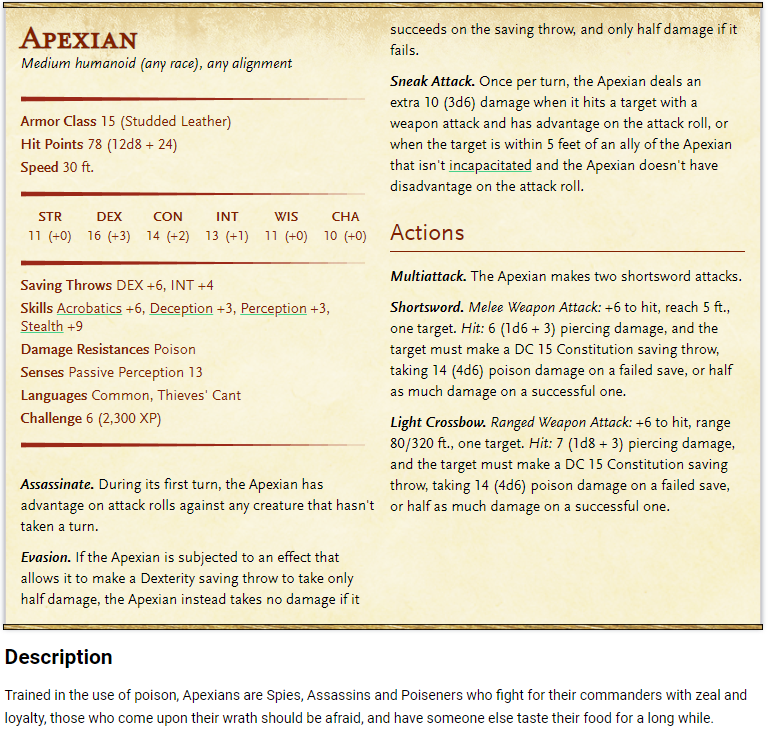 Apexian
Medium humanoid (any race), any alignment
Armor Class 15 (Studded Leather)
Hit Points 78 (12d8 + 24)
Speed 30 ft.
STR DEX CON INT WIS CHA
11 (+0) 16 (+3) 14 (+2) 13 (+1) 11 (+0) 10 (+0)
Saving Throws DEX +6, INT +4
Skills Acrobatics +6, Deception +3, Perception +3,
Stealth +9
Damage Resistances Poison
Senses Passive Perception 13
Languages Common, Thieves' Cant
Challenge 6 (2,300 XP)
Assassinate. During its first turn, the Apexian has
advantage on attack rolls against any creature that hasn't
taken a turn.
Evasion. If the Apexian is subjected to an effect that
allows it to make a Dexterity saving throw to take only
half damage, the Apexian instead takes no damage if it
succeeds on the saving throw, and only half damage if it
fails.
Sneak Attack. Once per turn, the Apexian deals an
extra 10 (3d6) damage when it hits a target with a
weapon attack and has advantage on the attack roll, or
when the target is within 5 feet of an ally of the Apexian
that isn't incapacitated and the Apexian doesn't have
disadvantage on the attack roll.
Actions
Multiattack. The Apexian makes two shortsword attacks.
Shortsword. Melee Weapon Attack: +6 to hit, reach 5 ft.,
one target. Hit: 6 (1d6 + 3) piercing damage, and the
target must make a DC 15 Constitution saving throw,
taking 14 (4d6) poison damage on a failed save, or half
as much damage on a successful one.
Light Crossbow. Ranged Weapon Attack: +6 to hit, range
80/320 ft., one target. Hit: 7 (1d8 + 3) piercing damage,
and the target must make a DC 15 Constitution saving
throw, taking 14 (4d6) poison damage on a failed save,
or half as much damage on a successful one.
Description
Trained in the use of poison, Apexians are Spies, Assassins and Poiseners who fight for their commanders with zeal and
loyalty, those who come upon their wrath should be afraid, and have someone else taste their food for a long while.